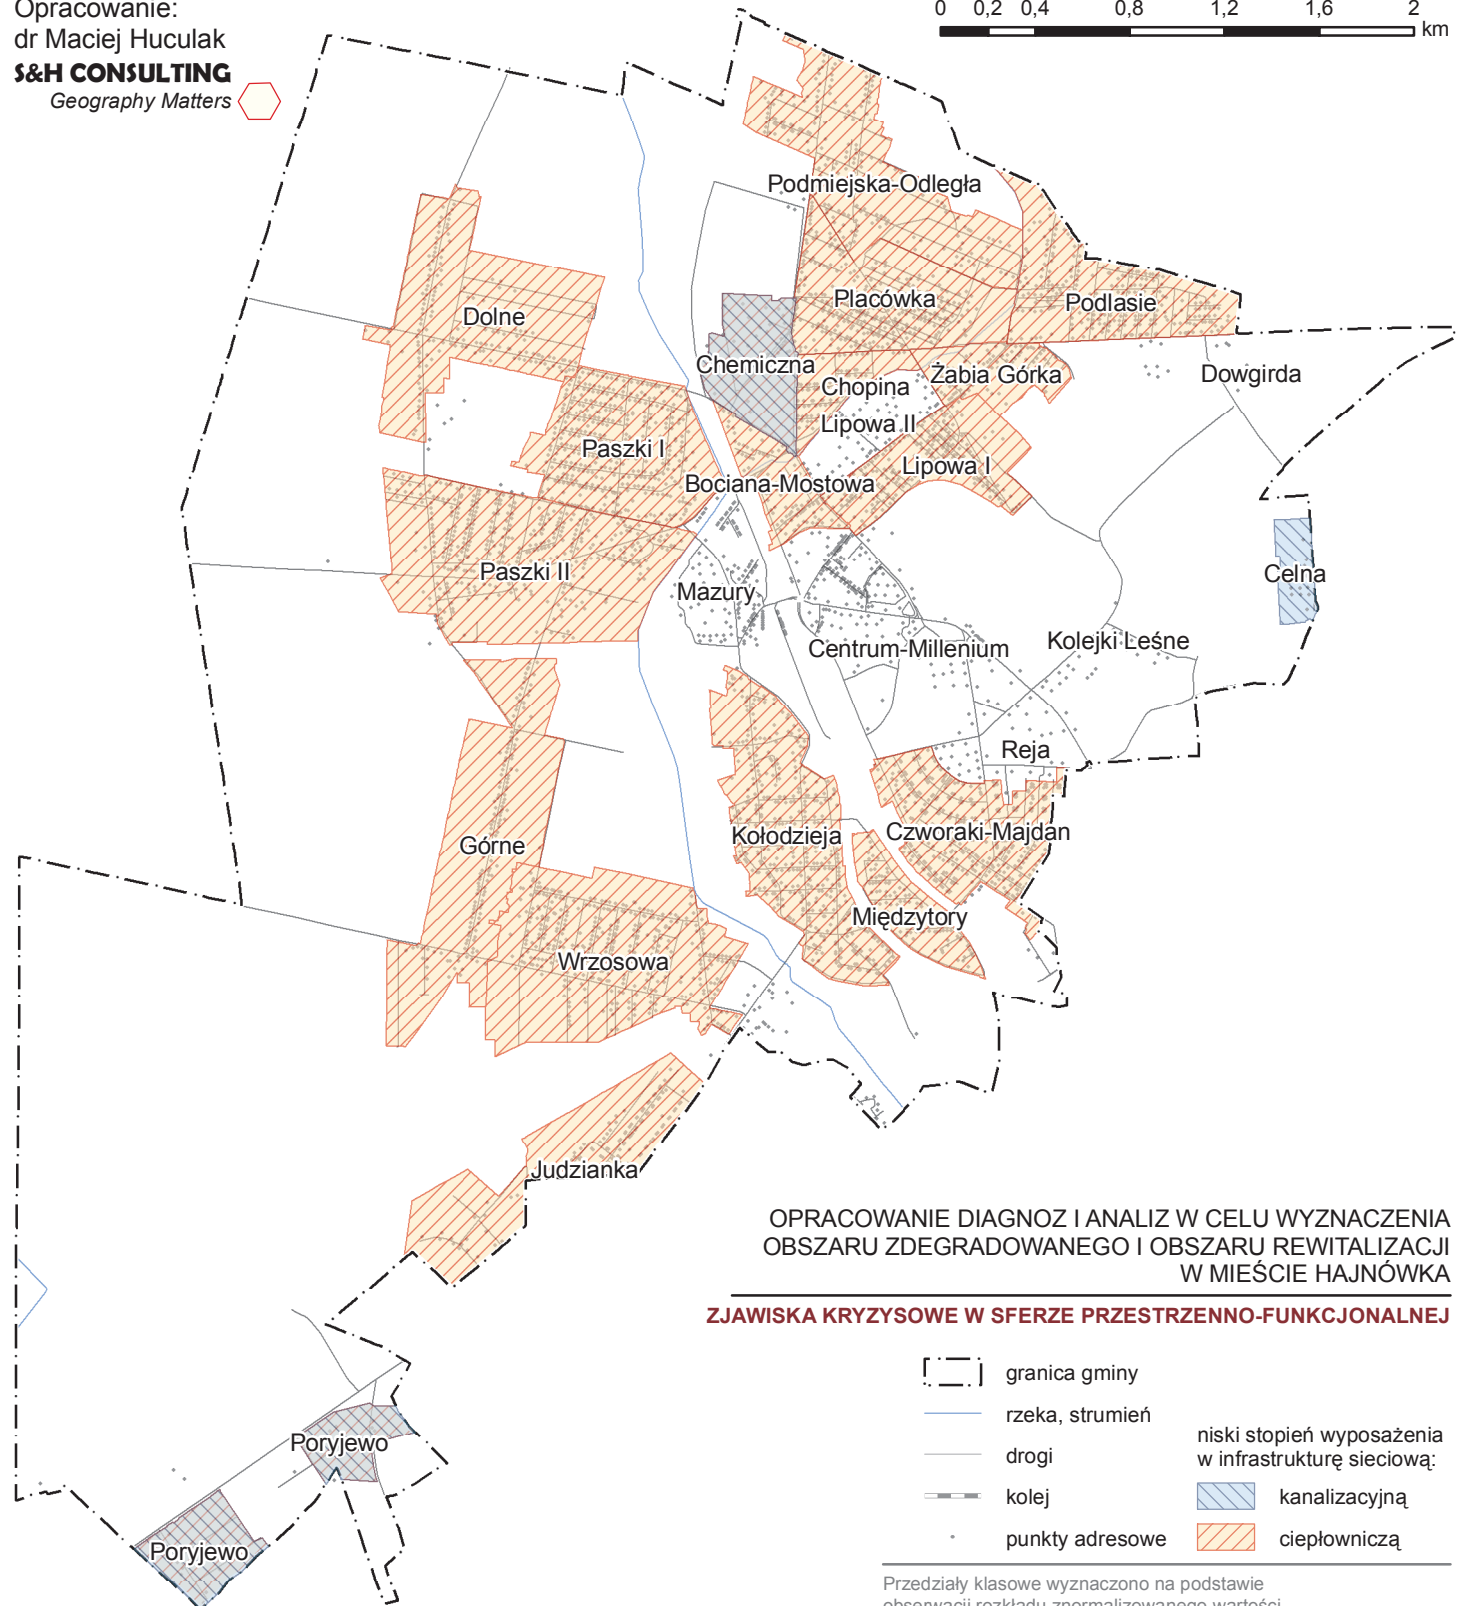 Opracowanie:
dr Maciej Huculak
S&H CONSULTING
Geography Matters
0 0,2 0,4 0,8 1,2 1,6 2
km
Podmiejska-Odległa
Dolne
Placówka
Podlasie
Chemiczna
Chopina
Żabia Górka
Dowgirda
Lipowa II
Paszki I
Lipowa I
Bociana-Mostowa
Paszki II
Mazury
Celna
Centrum-Millenium
Kolejki Leśne
Reja
Górne
Kołodzieja
Czworaki-Majdan
Międzytory
Wrzosowa
Judzianka
Poryjewo
Poryjewo
OPRACOWANIE DIAGNOZ I ANALIZ W CELU WYZNACZENIA
OBSZARU ZDEGRADOWANEGO I OBSZARU REWITALIZACJI
W MIEŚCIE HAJNÓWKA
ZJAWISKA KRYZYSOWE W SFERZE PRZESTRZENNO-FUNKCJONALNEJ
granica gminy
rzeka, strumień
drogi
kolej
punkty adresowe
niski stopień wyposażenia
w infrastrukturę sieciową:
kanalizacyjną
ciepłowniczą
Przedziały klasowe wyznaczono na podstawie
obserwacji rozkładu znormalizowanego wartości